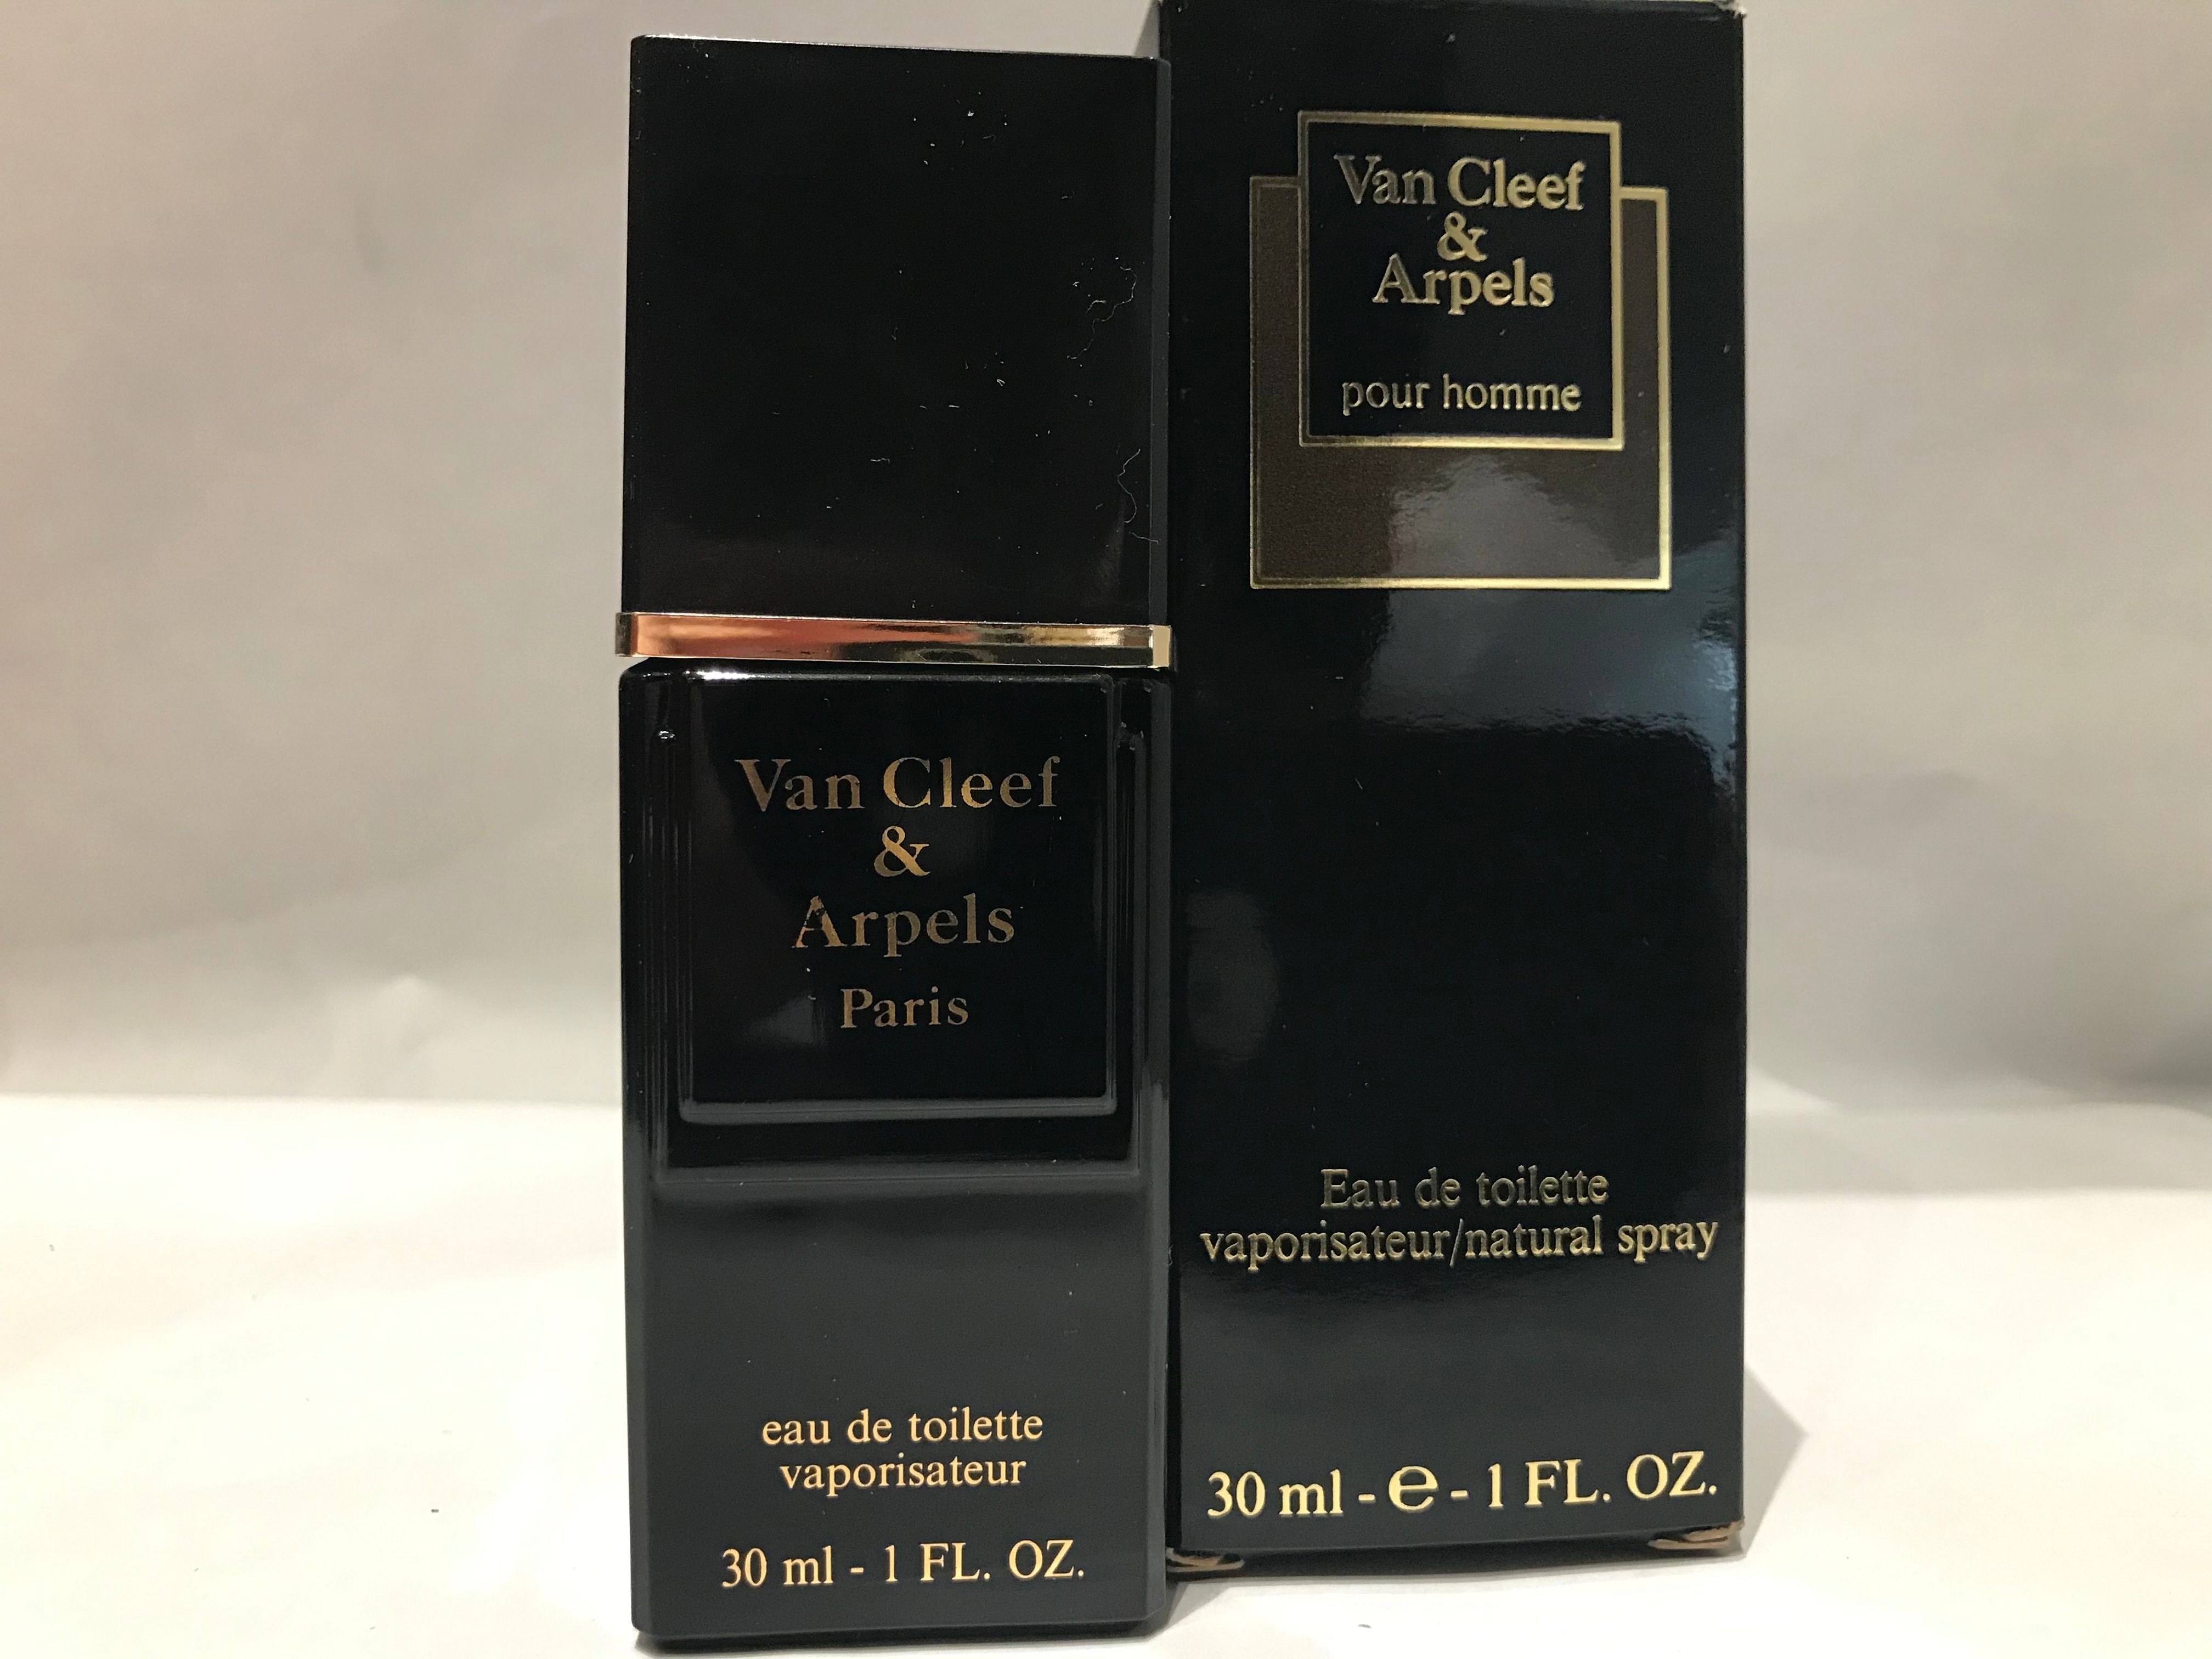 Van Cleef
&
Arpels
Paris
eau de toilette
vaporisateur
30 ml - 1 FL. OZ.
Van Cleef
&
Arpels
pour homme
Eau de toilette
vaporisateur/natural spray
30 ml - e - 1 FL. OZ.